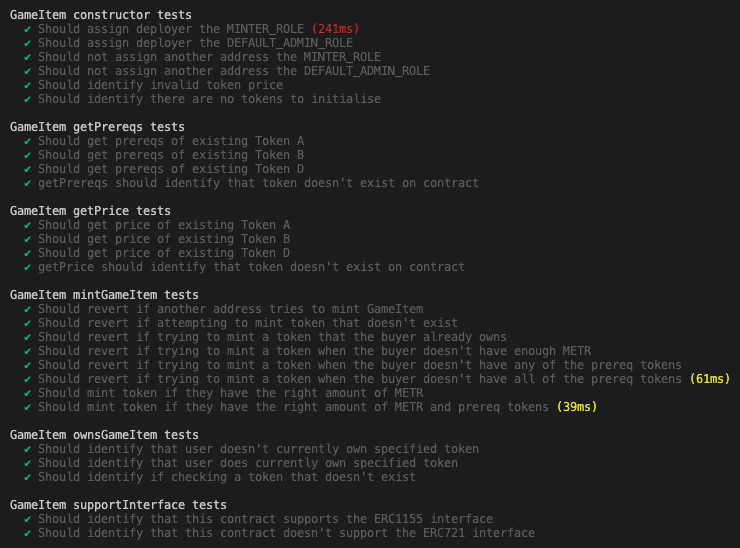 GameItem constructor tests
✔ Should assign deployer the MINTER_ROLE (241ms)
✔ Should assign deployer the DEFAULT_ADMIN_ROLE
✔ Should not assign another address the MINTER_ROLE
✔ Should not assign another address the DEFAULT_ADMIN_ROLE
✔ Should identify invalid token price
✔ Should identify there are no tokens to initialise
GameItem getPrereqs tests
✔ Should get prereqs of existing Token A
✔ Should get prereqs of existing Token B
✔ Should get prereqs of existing Token D
✔ getPrereqs should identify that token doesn't exist on contract
GameItem getPrice tests
✔ Should get price of existing Token A
✔ Should get price of existing Token B
✔ Should get price of existing Token D
✔ getPrice should identify that token doesn't exist on contract
GameItem mintGameItem tests
✔ Should revert if another address tries to mint GameItem
✔ Should revert if attempting to mint token that doesn't exist
✔ Should revert if trying to mint a token that the buyer already owns
✔ Should revert if trying to mint a token when the buyer doesn't have enough METR
✔ Should revert if trying to mint a token when the buyer doesn't have any of the prereq tokens
✔ Should revert if trying to mint a token when the buyer doesn't have all of the prereq tokens (61ms)
✔ Should mint token if they have the right amount of METR
✔ Should mint token if they have the right amount of METR and prereq tokens (39ms)
GameItem ownsGameItem tests
✔ Should identify that user doesn't currently own specified token
✔ Should identify that user does currently own specified token
✔ Should identify if checking a token that doesn't exist
GameItem supportInterface tests
✔ Should identify that this contract supports the ERC1155 interface
✔ Should identify that this contract doesn't support the ERC721 interface